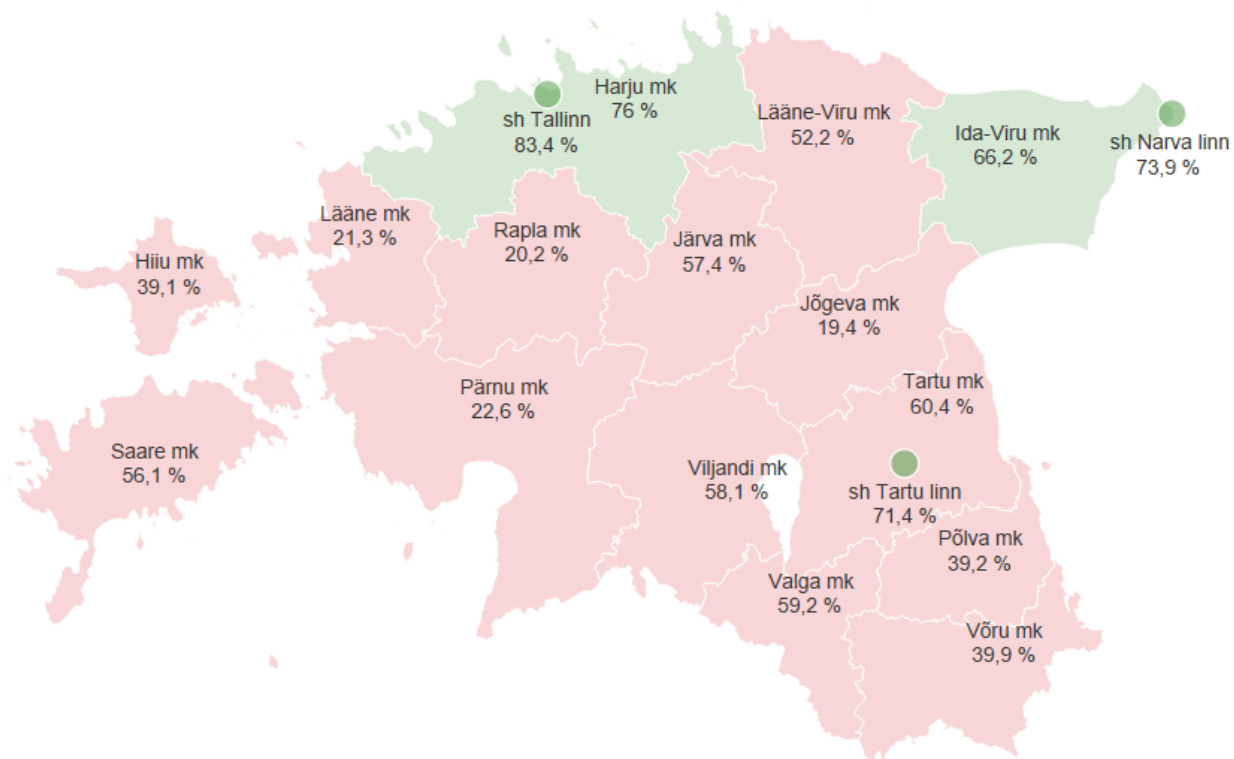 Harju mk
76 %
sh Tallinn
83,4 %
Lääne-Viru mk
52,2 %
Ida-Viru mk
66,2 %
sh Narva linn
73,9 %
Lääne mk
21,3 %
Rapla mk
20,2 %
Järva mk
57,4 %
Hiiu mk
39,1 %
Jõgeva mk
19,4 %
Pärnu mk
22,6 %
Tartu mk
60,4 %
Saare mk
56,1 %
Viljandi mk
58,1 %
sh Tartu linn
71,4 %
Põlva mk
39,2 %
Valga mk
59,2 %
Võru mk
39,9 %